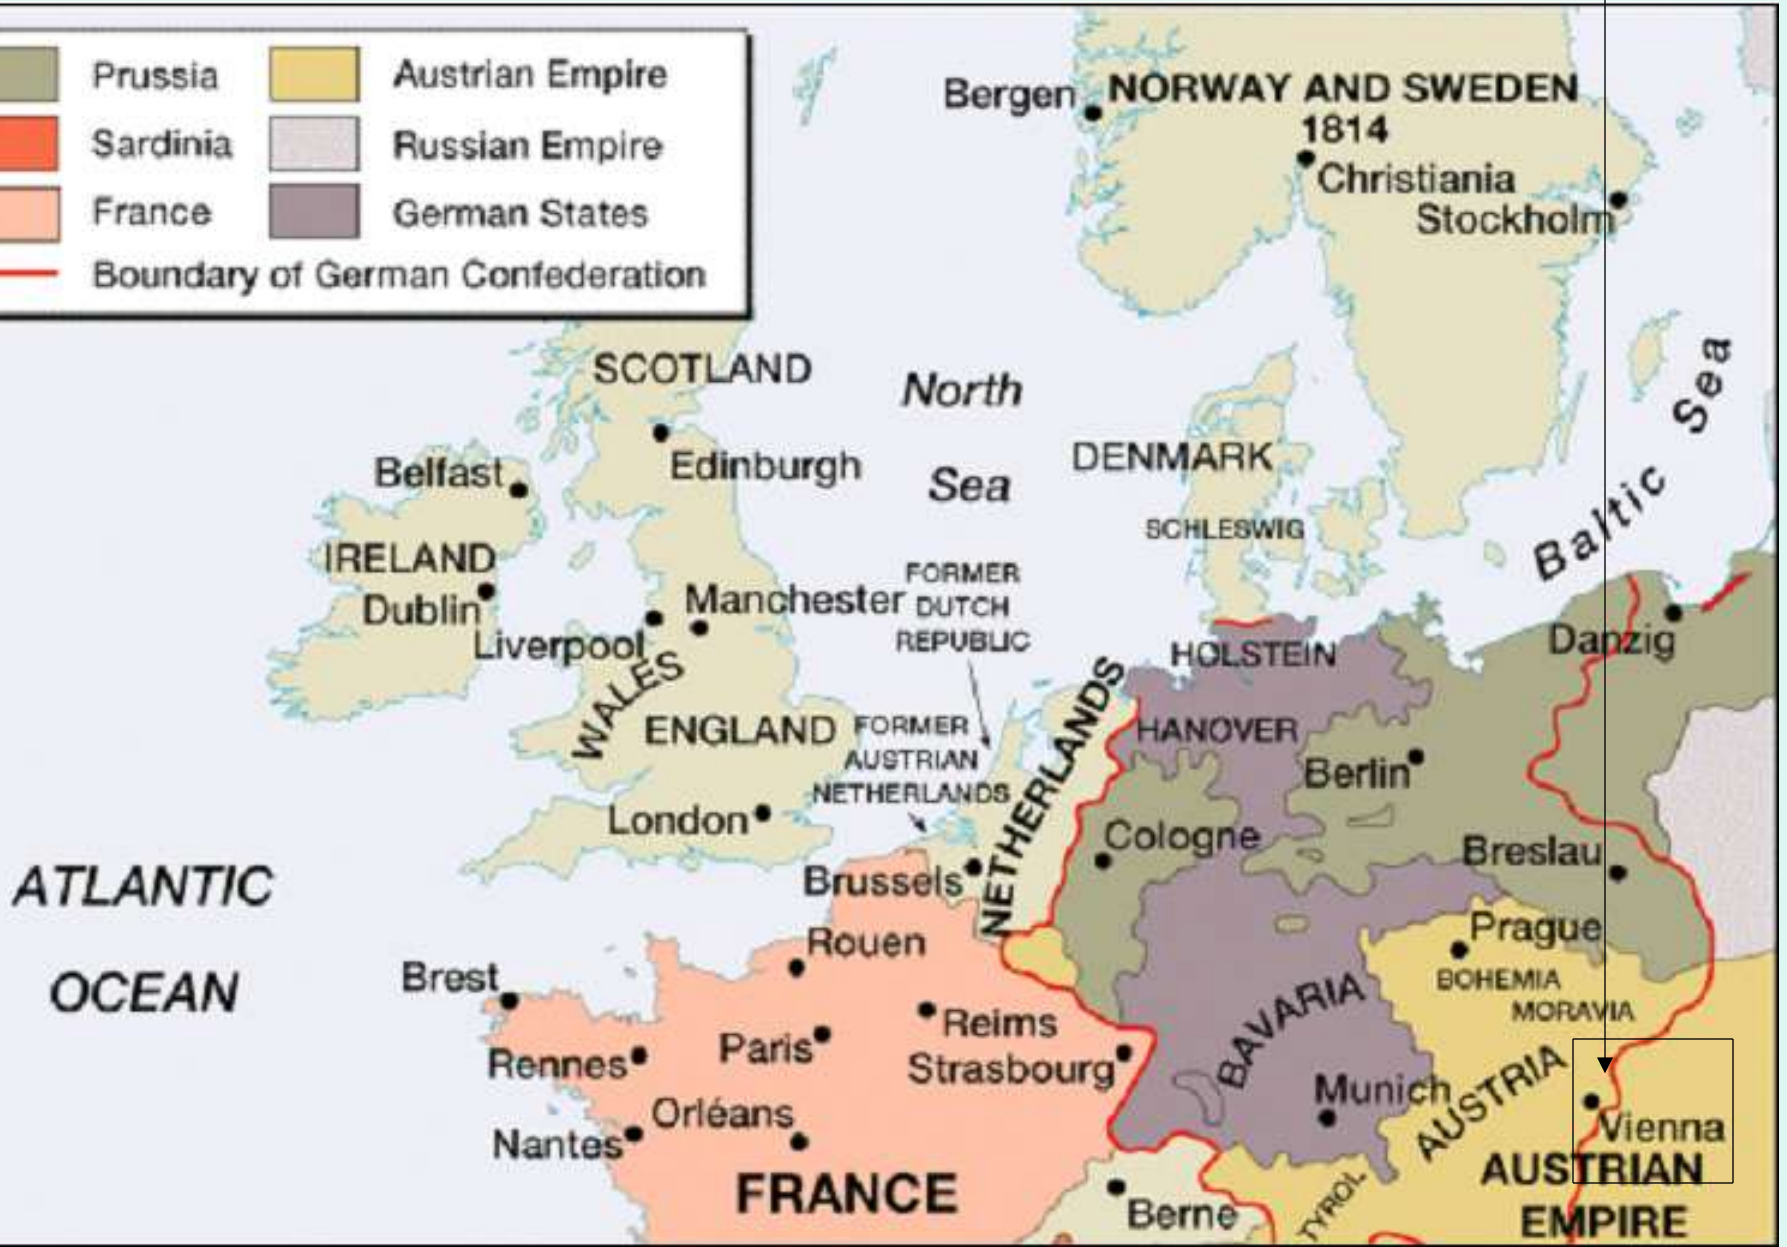 Prussia
Austrian Empire
Sardinia
Russian Empire
France
German States
Boundary of German Confederation
Bergen
NORWAY AND SWEDEN
1814
Christiania
Stockholm
SCOTLAND
North
Sea
Edinburgh
Belfast
IRELAND
Dublin
DENMARK
SCHLESWIG
Baltic Sea
FORMER
DUTCH
REPUBLIC
Manchester
Liverpool
WALES
ENGLAND
London
FORMER
AUSTRIAN
NETHERLANDS
NETHERLANDS
HOLSTEIN
HANOVER
Danzig
Berlin
Cologne
Breslau
Brussels
ATLANTIC
OCEAN
Rouen
Brest
Reims
Paris
Strasbourg
Rennes
Orléans
Nantes
FRANCE
Prague
BOHEMIA
MORAVIA
BAVARIA
Munich
AUSTRIA
Vienna
AUSTRIAN
EMPIRE
TYROL
Berne